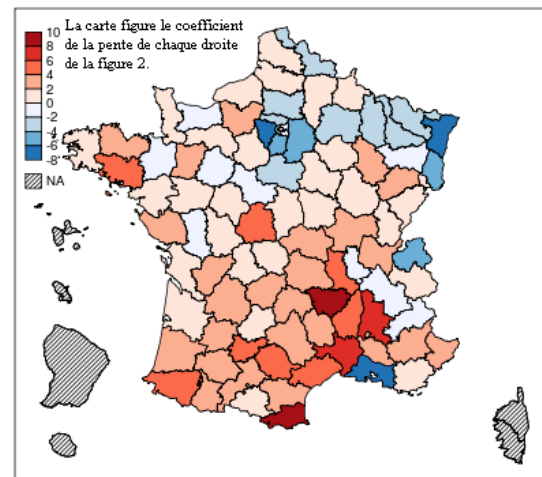 La carte figure le coefficient
de la pente de chaque droite
de la figure 2.
10
8
6
4
2
0
-2
-4
-6
-8
NA